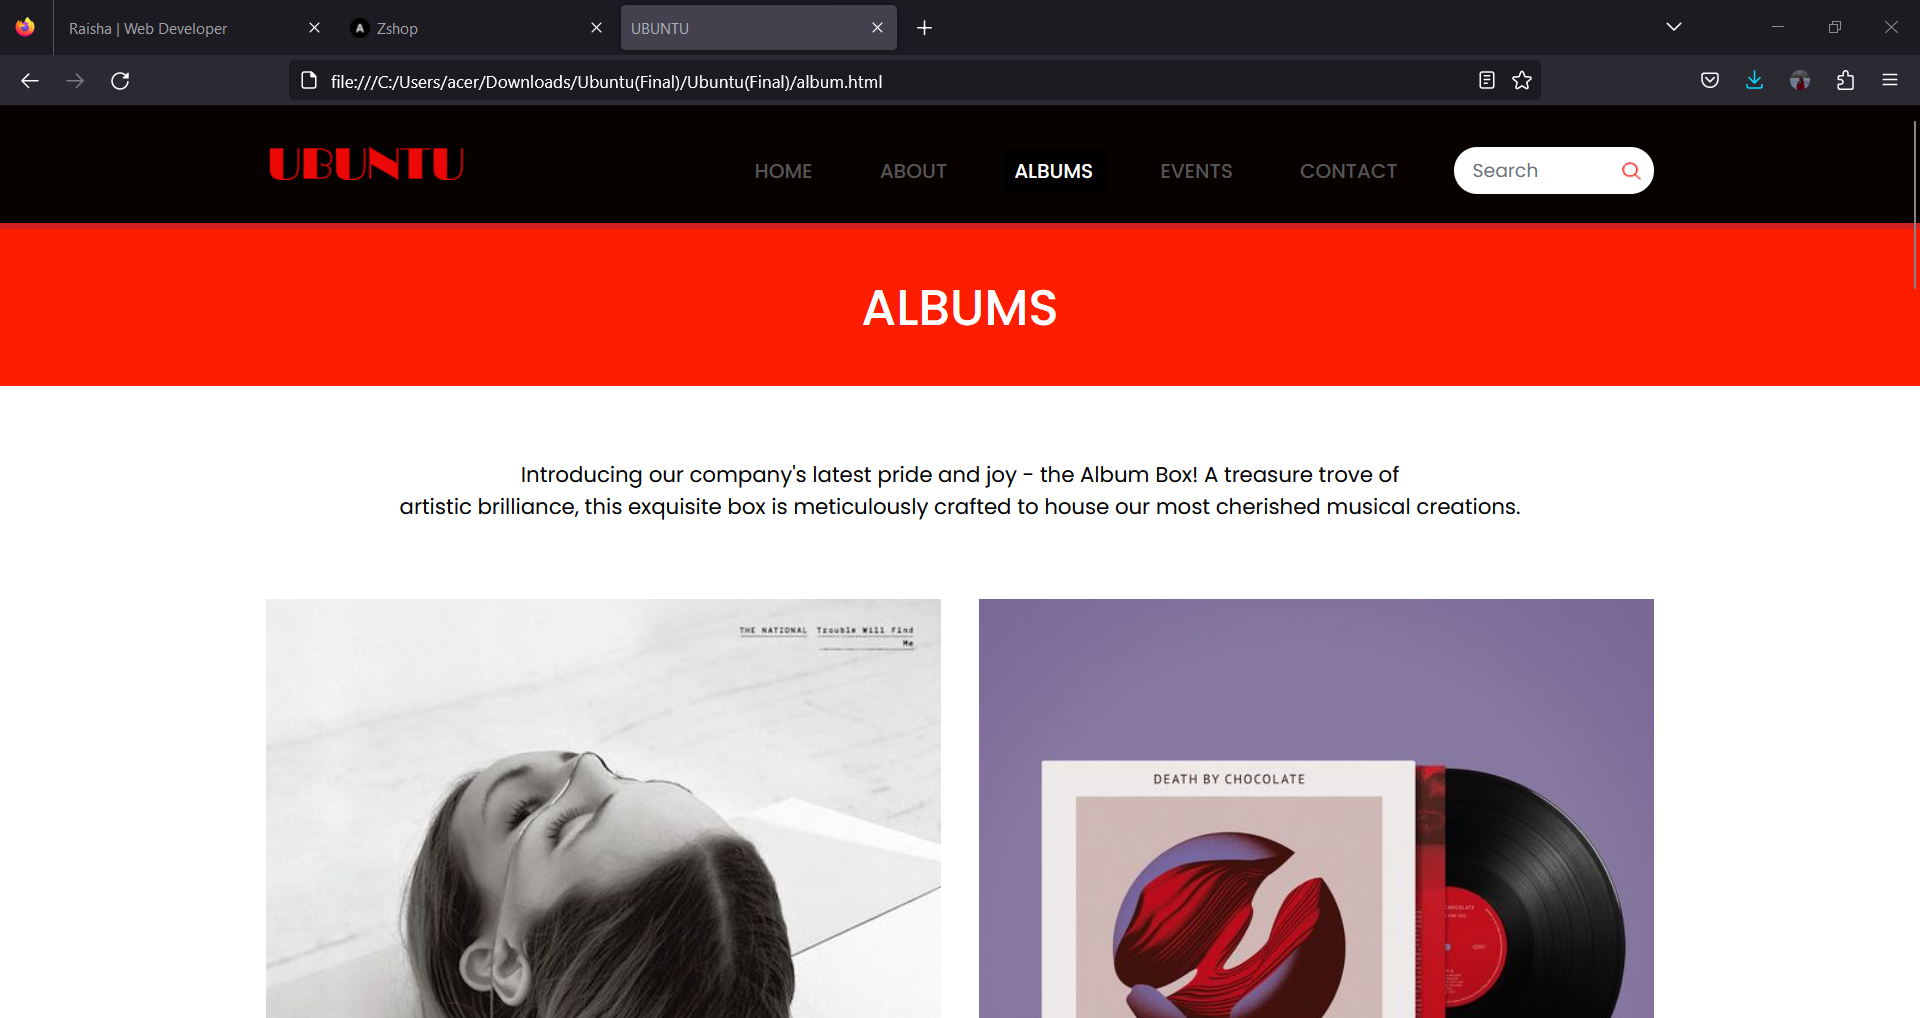 Raisha | Web Developer
Zshop
UBUNTU
file:///C:/Users/acer/Downloads/Ubuntu(Final)/Ubuntu(Final)/album.html
UBUNTU
HOME
ABOUT
ALBUMS
EVENTS
CONTACT
Search
ALBUMS
Introducing our company's latest pride and joy - the Album Box! A treasure trove of
artistic brilliance, this exquisite box is meticulously crafted to house our most cherished musical creations.
THE NATIONAL Trouble Will Find
Me
DEATH BY CHOCOLATE
CHOCOLATE